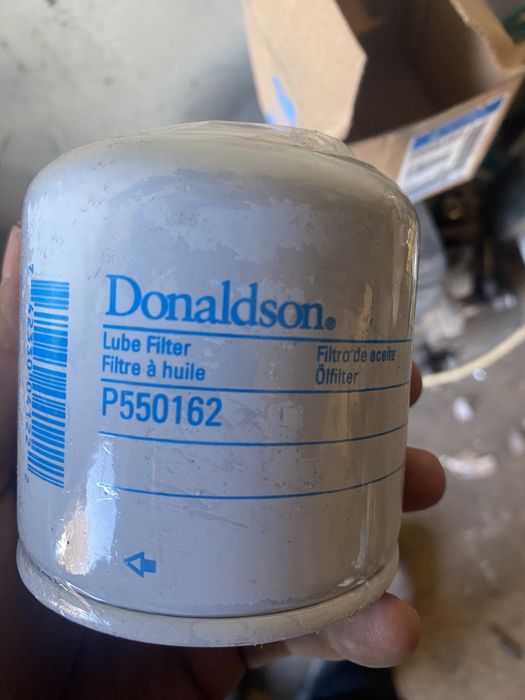 Donaldson®
Lube Filter
Filtre à huile
Filtro de aceite
Ölfilter
P550162